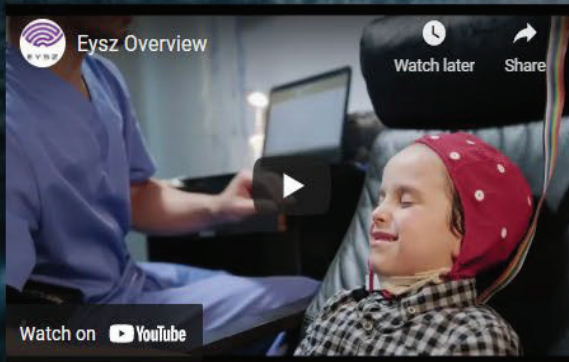 EYSZ
Eysz Overview
Watch later
Share
Watch on YouTube